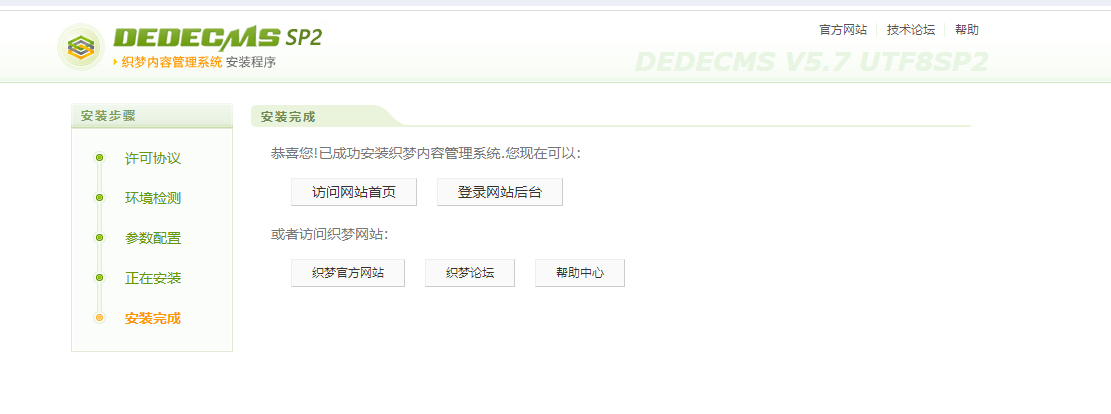 DEDECMS SP2
织梦内容管理系统 安装程序
官方网站 技术论坛 帮助
DEDECMS V5.7 UTF8SP2
安装步骤
许可协议
环境检测
参数配置
正在安装
安装完成
安装完成
恭喜您!已成功安装织梦内容管理系统.您现在可以：
访问网站首页 登录网站后台
或者访问织梦网站：
织梦官方网站 织梦论坛 帮助中心